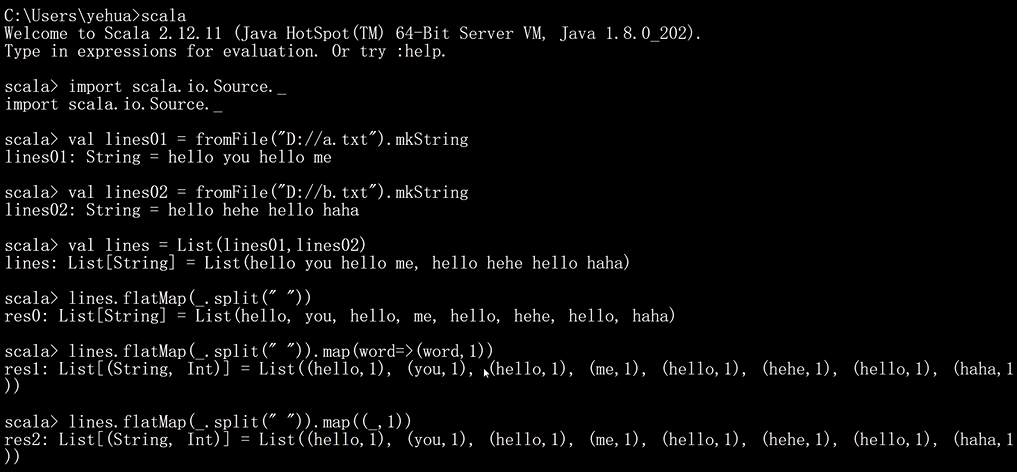 C:\Users\yehua>scala
Welcome to Scala 2.12.11 (Java HotSpot(TM) 64-Bit Server VM, Java 1.8.0_202).
Type in expressions for evaluation. Or try :help.
scala> import scala.io.Source._
import scala.io.Source._
scala> val lines01 = fromFile("D://a.txt").mkString
lines01: String = hello you hello me
scala> val lines02 = fromFile("D://b.txt").mkString
lines02: String = hello hehe hello haha
scala> val lines = List(lines01,lines02)
lines: List[String] = List(hello you hello me, hello hehe hello haha)
scala> lines.flatMap(_.split(" "))
res0: List[String] = List(hello, you, hello, me, hello, hehe, hello, haha)
scala> lines.flatMap(_.split(" ")).map(word=>(word,1))
res1: List[(String, Int)] = List((hello,1), (you,1), (hello,1), (me,1), (hello,1), (hehe,1), (hello,1), (haha,1
))
scala> lines.flatMap(_.split(" ")).map((_,1))
res2: List[(String, Int)] = List((hello,1), (you,1), (hello,1), (me,1), (hello,1), (hehe,1), (hello,1), (haha,1
))